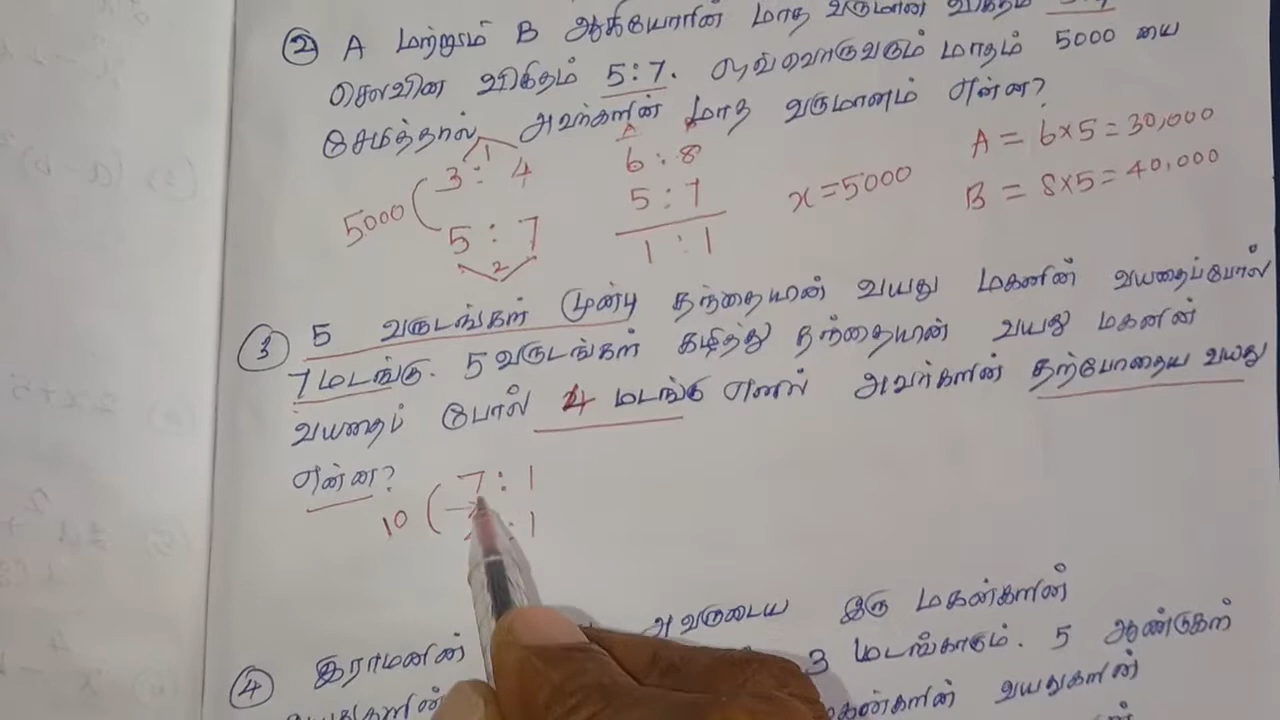 ② A மற்றும் B ஆகியோரின் மாத வருமான விகிதம்
செலவின விகிதம் 5:7. ஒவ்வொருவரும் மாதம் 5000 யை
சேமித்தால் அவர்களின் மாத வருமானம் என்ன?
1
3 : 4
5000
5 : 7
2
A
6 : 8
5 : 7
1 : 1
x = 5000
A = 6×5 = 30,000
B = 8×5 = 40,000
③ 5 வருடங்கள் முன்பு தந்தையின் வயது மகனின் வயதைப்போல்
7 மடங்கு. 5 வருடங்கள் கழித்து தந்தையின் வயது மகனின்
வயதைப் போல் 4 மடங்கு எனில் அவர்களின் தற்போதைய வயது
என்ன?
7 : 1
10
: 1
④ இராமனின் அவருடைய இரு மகன்களின்
3 மடங்காகும். 5 ஆண்டுகள்
மகன்களின் வயதுகளின்